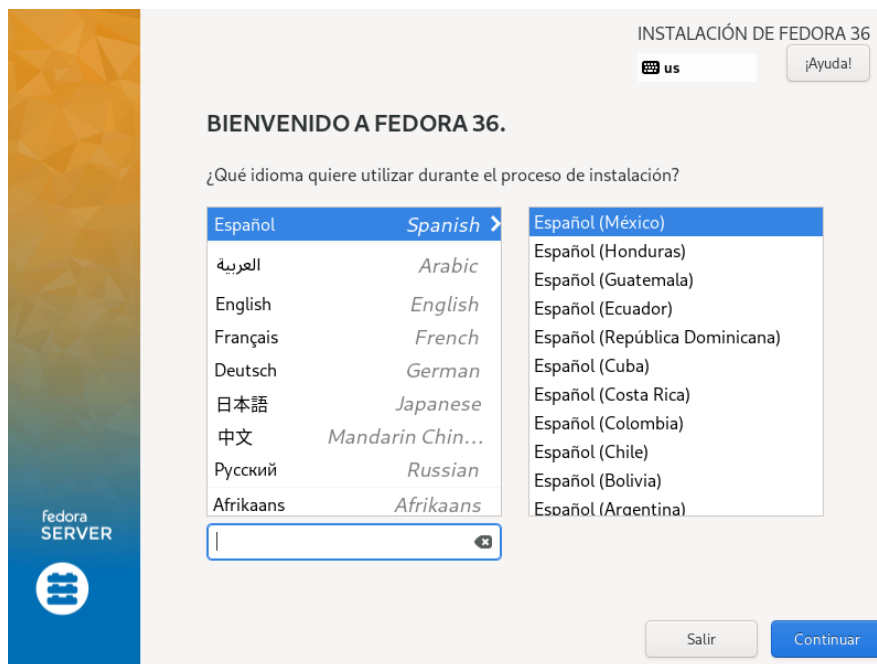 INSTALACIÓN DE FEDORA 36
us
¡Ayuda!
BIENVENIDO A FEDORA 36.
¿Qué idioma quiere utilizar durante el proceso de instalación?
Español Spanish
العربية Arabic
English English
Français French
Deutsch German
日本語 Japanese
中文 Mandarin Chin...
Русский Russian
Afrikaans Afrikaans
Español (México)
Español (Honduras)
Español (Guatemala)
Español (Ecuador)
Español (República Dominicana)
Español (Cuba)
Español (Costa Rica)
Español (Colombia)
Español (Chile)
Español (Bolivia)
Español (Argentina)
fedora
SERVER
Salir
Continuar